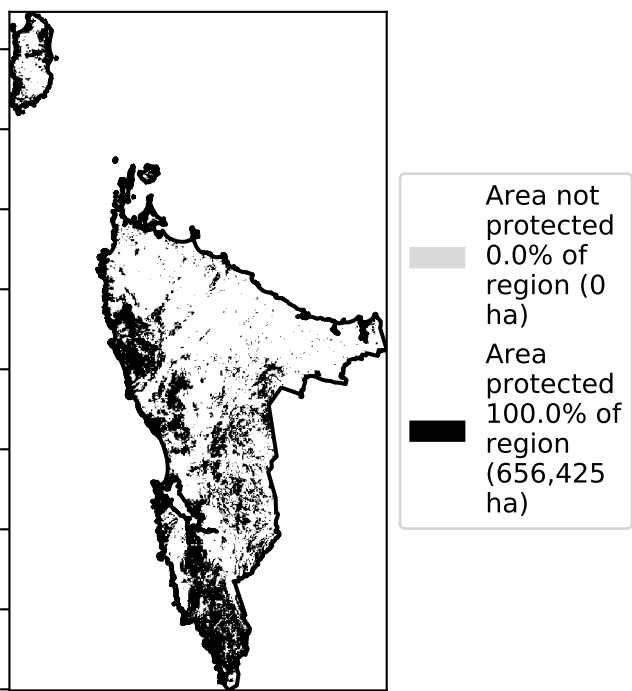 Area not
protected
0.0% of
region (0
ha)
Area
protected
100.0% of
region
(656,425
ha)